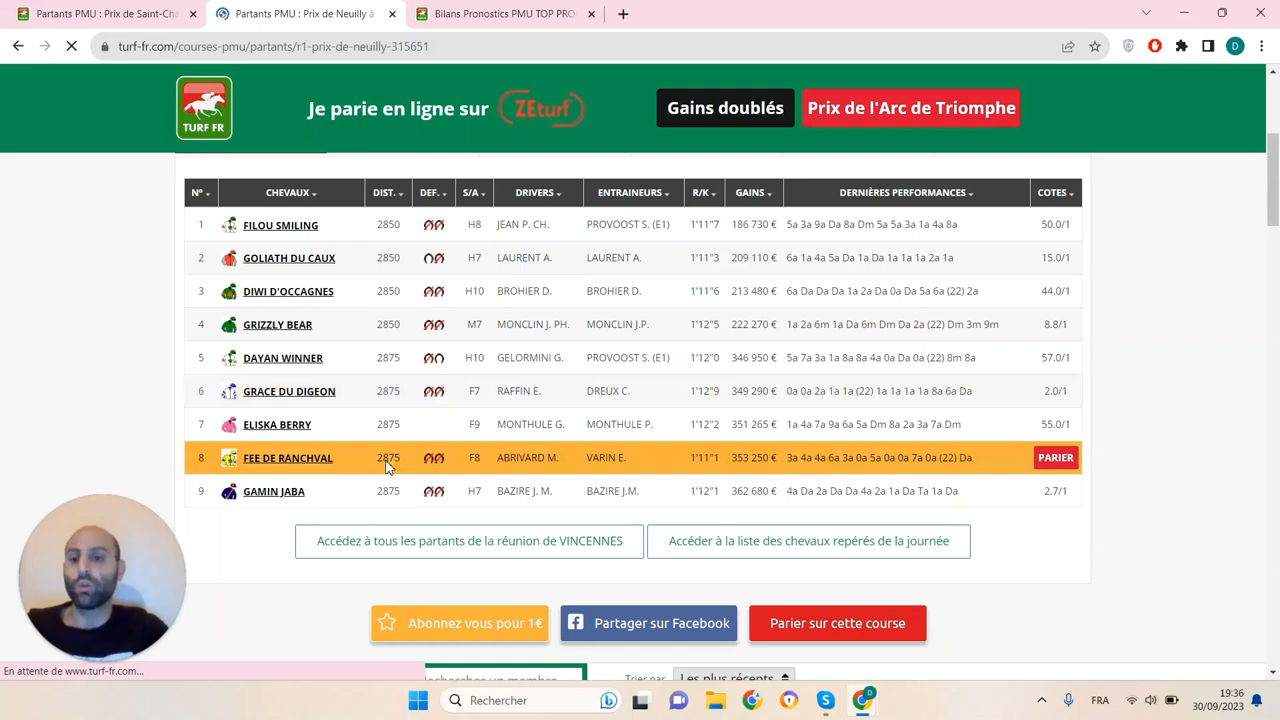 Partants PMU : Prix de Saint-Cha
Partants PMU : Prix de Neuilly à
Bilans Pronostics PMU TOP PRO
turf-fr.com/courses-pmu/partants/r1-prix-de-neuilly-315651
D
TURF FR
Je parie en ligne sur ZEturf
Gains doublés
Prix de l'Arc de Triomphe
Nº CHEVAUX DIST. DEF. S/A DRIVERS ENTRAINEURS R/K GAINS DERNIÈRES PERFORMANCES COTES
1 FILOU SMILING 2850 H8 JEAN P. CH. PROVOOST S. (E1) 1'11"7 186 730 € 5a 3a 9a Da 8a Dm 5a 5a 3a 1a 4a 8a 50.0/1
2 GOLIATH DU CAUX 2850 H7 LAURENT A. LAURENT A. 1'11"3 209 110 € 6a 1a 4a 5a Da 1a Da 1a 1a 1a 2a 1a 15.0/1
3 DIWI D'OCCAGNES 2850 H10 BROHIER D. BROHIER D. 1'11"6 213 480 € 6a Da Da Da 1a 2a Da 0a Da 5a 6a (22) 2a 44.0/1
4 GRIZZLY BEAR 2850 M7 MONCLIN J. PH. MONCLIN J.P. 1'12"5 222 270 € 1a 2a 6m 1a Da 6m Dm Da 2a (22) Dm 3m 9m 8.8/1
5 DAYAN WINNER 2875 H10 GELORMINI G. PROVOOST S. (E1) 1'12"0 346 950 € 5a 7a 3a 1a 8a 8a 4a 0a Da 0a (22) 8m 8a 57.0/1
6 GRACE DU DIGEON 2875 F7 RAFFIN E. DREUX C. 1'12"9 349 290 € 0a 0a 2a 1a 1a (22) 1a 1a 1a 1a 8a 6a Da 2.0/1
7 ELISKA BERRY 2875 F9 MONTHULE G. MONTHULE P. 1'12"2 351 265 € 1a 4a 7a 9a 6a 5a Dm 8a 2a 3a 7a Dm 55.0/1
8 FEE DE RANCHVAL 2875 F8 ABRIVARD M. VARIN E. 1'11"1 353 250 € 3a 4a 4a 6a 3a 0a 5a 0a 0a 7a 0a (22) Da PARIER
9 GAMIN JABA 2875 H7 BAZIRE J. M. BAZIRE J.M. 1'12"1 362 680 € 4a Da 2a Da Da 4a 2a 1a Da Ta 1a Da 2.7/1
Accédez à tous les partants de la réunion de VINCENNES
Accéder à la liste des chevaux repérés de la journée
Abonnez vous pour 1€
Partager sur Facebook
Parier sur cette course
En attente de www.turf-fr.com...
chercher un membre
Trier par
Les plus récents
Rechercher
D
FRA
19:36
30/09/2023